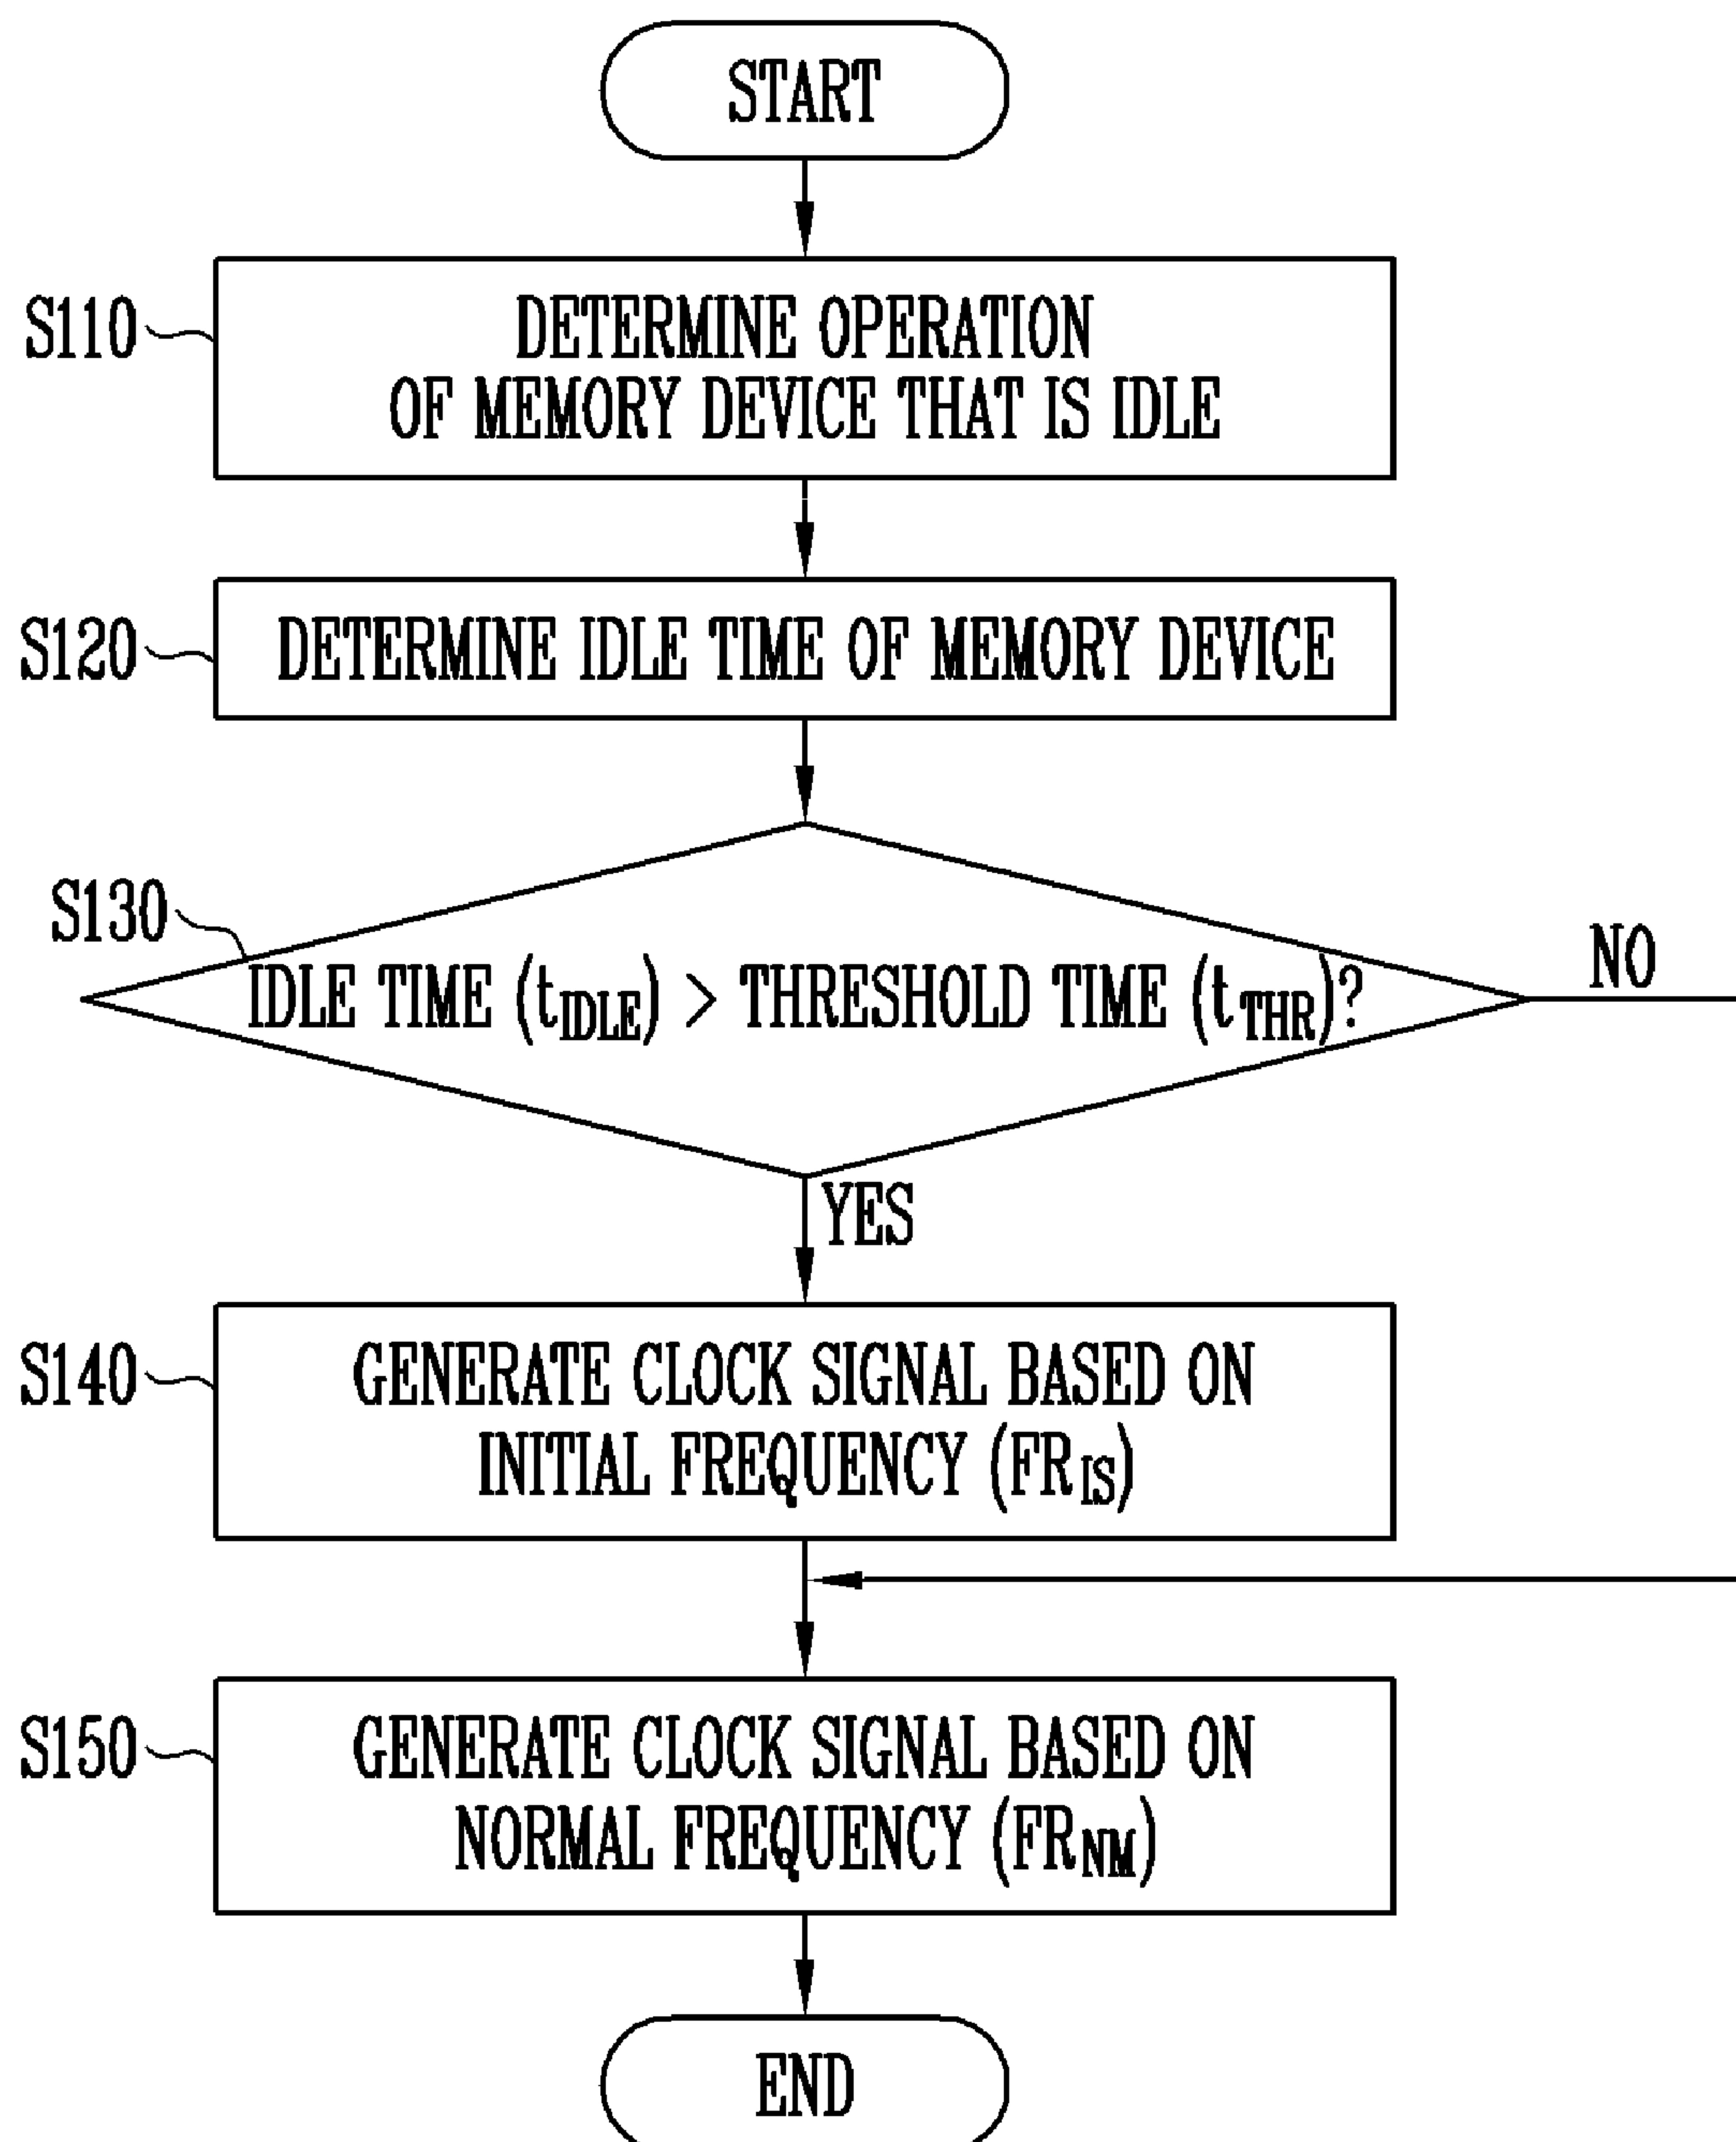 START
S110
DETERMINE OPERATION
OF MEMORY DEVICE THAT IS IDLE
S120
DETERMINE IDLE TIME OF MEMORY DEVICE
S130
IDLE TIME (tIDLE) > THRESHOLD TIME (tTHR)?
NO
YES
S140
GENERATE CLOCK SIGNAL BASED ON
INITIAL FREQUENCY (FRIS)
S150
GENERATE CLOCK SIGNAL BASED ON
NORMAL FREQUENCY (FRNM)
END